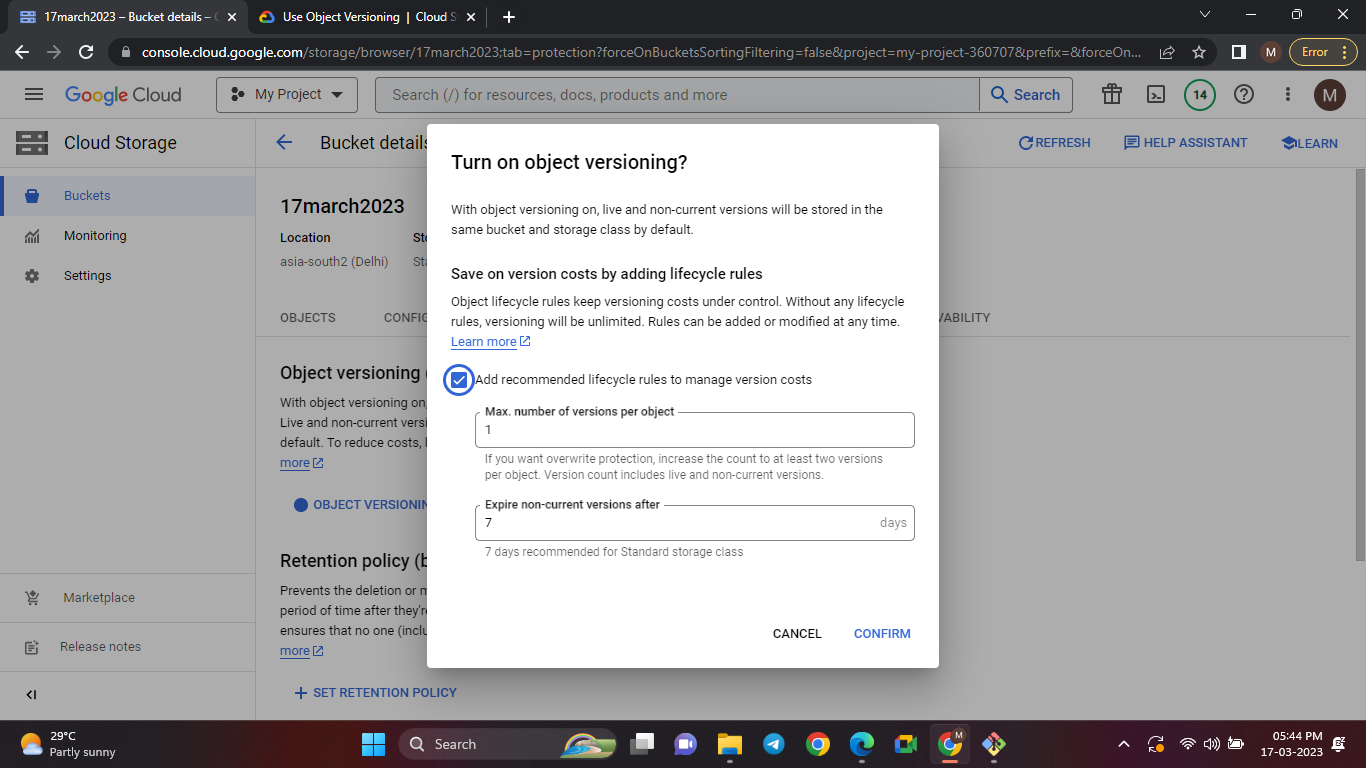 17march2023 – Bucket details –
Use Object Versioning | Cloud S
console.cloud.google.com/storage/browser/17march2023;tab=protection?forceOnBucketsSortingFiltering=false&project=my-project-360707&prefix=&forceOn...
M
Error
Google Cloud
My Project
Search (/) for resources, docs, products and more
Search
14
M
Cloud Storage
Bucket details
REFRESH
HELP ASSISTANT
LEARN
Buckets
Monitoring
Settings
Marketplace
Release notes
17march2023
Location
Sto
asia-south2 (Delhi)
Sta
OBJECTS
CONFIG
VABILITY
Object versioning (
With object versioning on,
Live and non-current versi
default. To reduce costs, l
more
OBJECT VERSIONIN
Retention policy (b
Prevents the deletion or m
period of time after they're
ensures that no one (inclu
more
SET RETENTION POLICY
Turn on object versioning?
With object versioning on, live and non-current versions will be stored in the
same bucket and storage class by default.
Save on version costs by adding lifecycle rules
Object lifecycle rules keep versioning costs under control. Without any lifecycle
rules, versioning will be unlimited. Rules can be added or modified at any time.
Learn more
Add recommended lifecycle rules to manage version costs
Max. number of versions per object
1
If you want overwrite protection, increase the count to at least two versions
per object. Version count includes live and non-current versions.
Expire non-current versions after
7 days
7 days recommended for Standard storage class
CANCEL CONFIRM
29°C
Partly sunny
Search
M
05:44 PM
17-03-2023